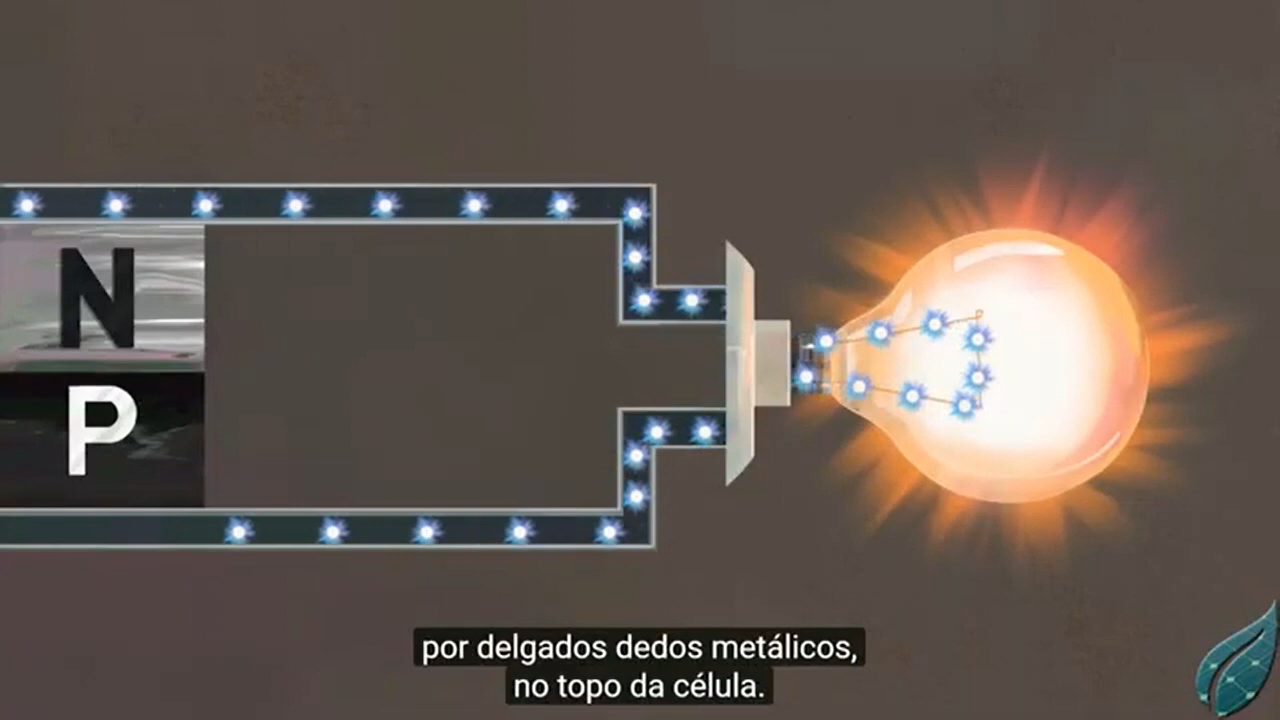 N
P
por delgados dedos metálicos,
no topo da célula.